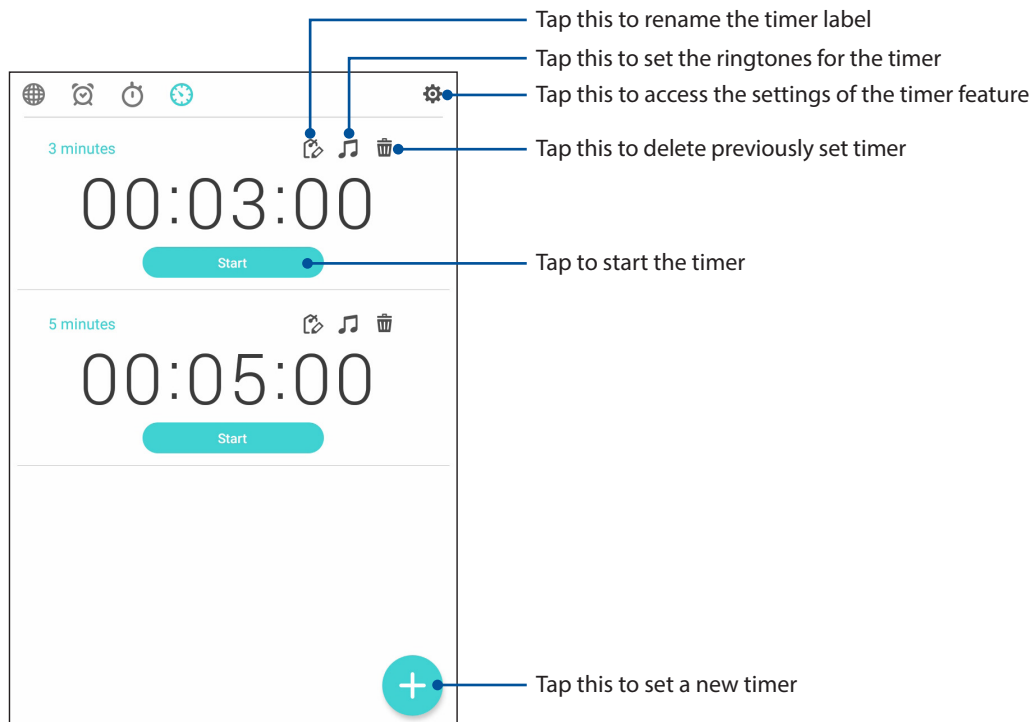 Tap this to rename the timer label
Tap this to set the ringtones for the timer
Tap this to access the settings of the timer feature
3 minutes
Tap this to delete previously set timer
00:03:00
Start
Tap to start the timer
5 minutes
00:05:00
Start
Tap this to set a new timer